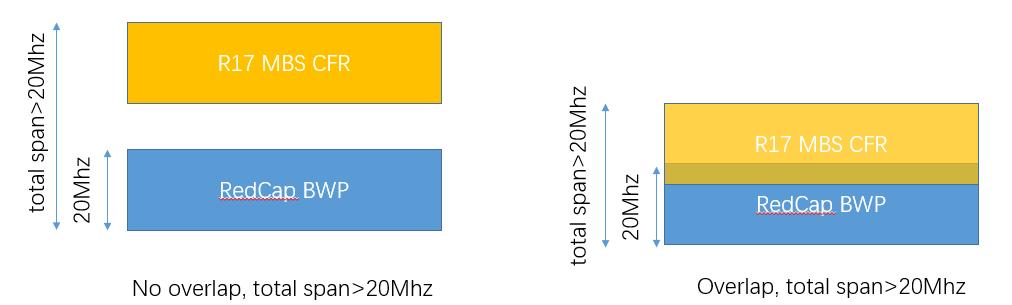 total span>20Mhz
20Mhz
R17 MBS CFR
RedCap BWP
No overlap, total span>20Mhz
total span>20Mhz
20Mhz
R17 MBS CFR
RedCap BWP
Overlap, total span>20Mhz